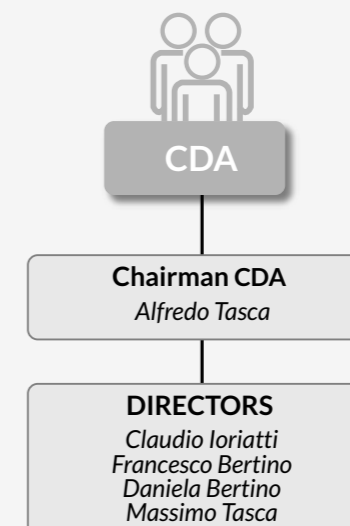 CDA
Chairman CDA
Alfredo Tasca
DIRECTORS
Claudio Ioriatti
Francesco Bertino
Daniela Bertino
Massimo Tasca